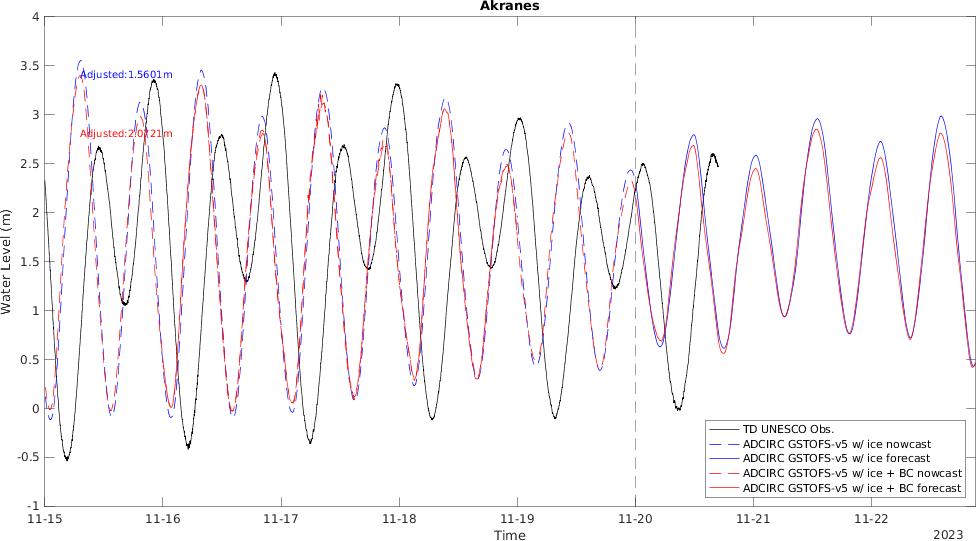 Akranes
4
3.5
3
2.5
2
1.5
1
0.5
0
-0.5
-1
Water Level (m)
Adjusted:1.5601m
Adjusted:2.0721m
TD UNESCO Obs.
ADCIRC GSTOFS-v5 w/ ice nowcast
ADCIRC GSTOFS-v5 w/ ice forecast
ADCIRC GSTOFS-v5 w/ ice + BC nowcast
ADCIRC GSTOFS-v5 w/ ice + BC forecast
11-15 11-16 11-17 11-18 11-19 11-20 11-21 11-22
Time
2023